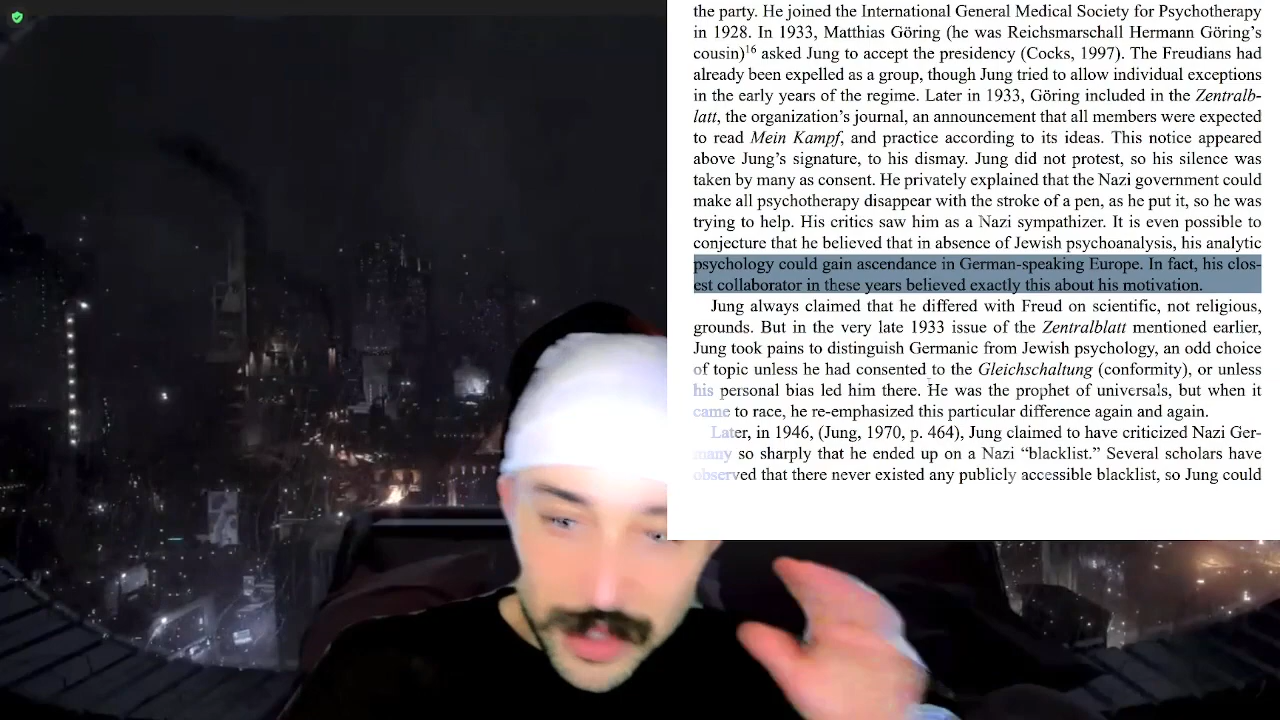 the party. He joined the International General Medical Society for Psychotherapy
in 1928. In 1933, Matthias Göring (he was Reichsmarschall Hermann Göring's
cousin)16 asked Jung to accept the presidency (Cocks, 1997). The Freudians had
already been expelled as a group, though Jung tried to allow individual exceptions
in the early years of the regime. Later in 1933, Göring included in the Zentralb-
latt, the organization's journal, an announcement that all members were expected
to read Mein Kampf, and practice according to its ideas. This notice appeared
above Jung's signature, to his dismay. Jung did not protest, so his silence was
taken by many as consent. He privately explained that the Nazi government could
make all psychotherapy disappear with the stroke of a pen, as he put it, so he was
trying to help. His critics saw him as a Nazi sympathizer. It is even possible to
conjecture that he believed that in absence of Jewish psychoanalysis, his analytic
psychology could gain ascendance in German-speaking Europe. In fact, his clos-
est collaborator in these years believed exactly this about his motivation.
Jung always claimed that he differed with Freud on scientific, not religious,
grounds. But in the very late 1933 issue of the Zentralblatt mentioned earlier,
Jung took pains to distinguish Germanic from Jewish psychology, an odd choice
of topic unless he had consented to the Gleichschaltung (conformity), or unless
his personal bias led him there. He was the prophet of universals, but when it
came to race, he re-emphasized this particular difference again and again.
Later, in 1946, (Jung, 1970, p. 464), Jung claimed to have criticized Nazi Ger-
many so sharply that he ended up on a Nazi “blacklist.” Several scholars have
observed that there never existed any publicly accessible blacklist, so Jung could